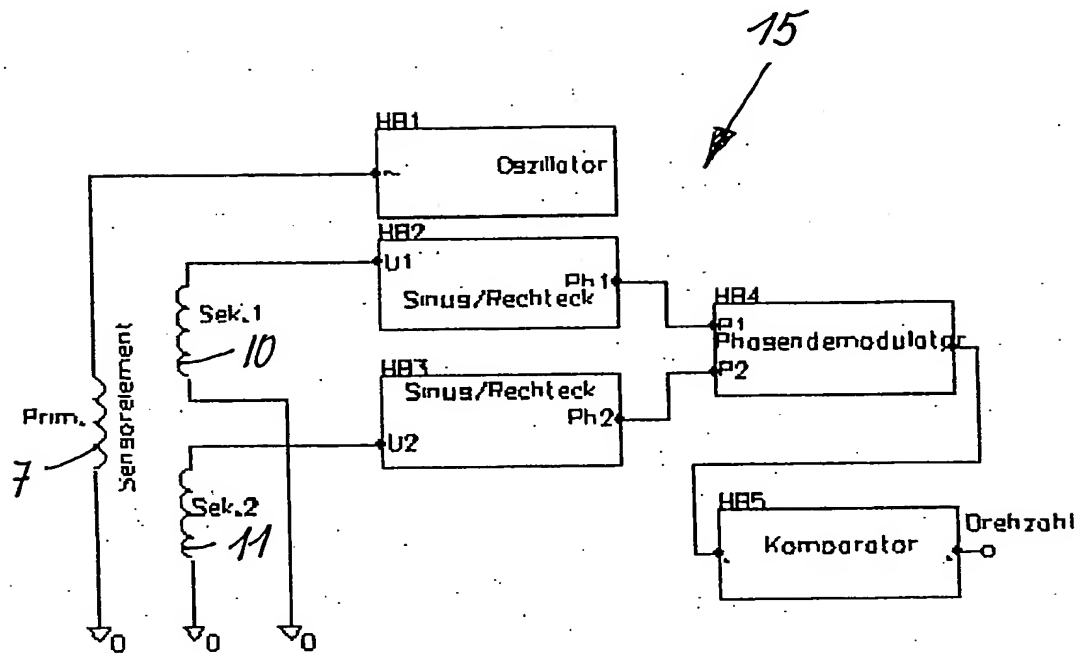 15
HB1
~
Oszillator
HB2
U1
Ph1
Sinus/Rechteck
HB3
Sinus/Rechteck
Ph2
U2
HB4
P1
Phasendemodulator
P2
HB5
Komparator
Drehzahl
Sek.1
10
Prim.
7
Sensorelement
Sek.2
11
0
0
0